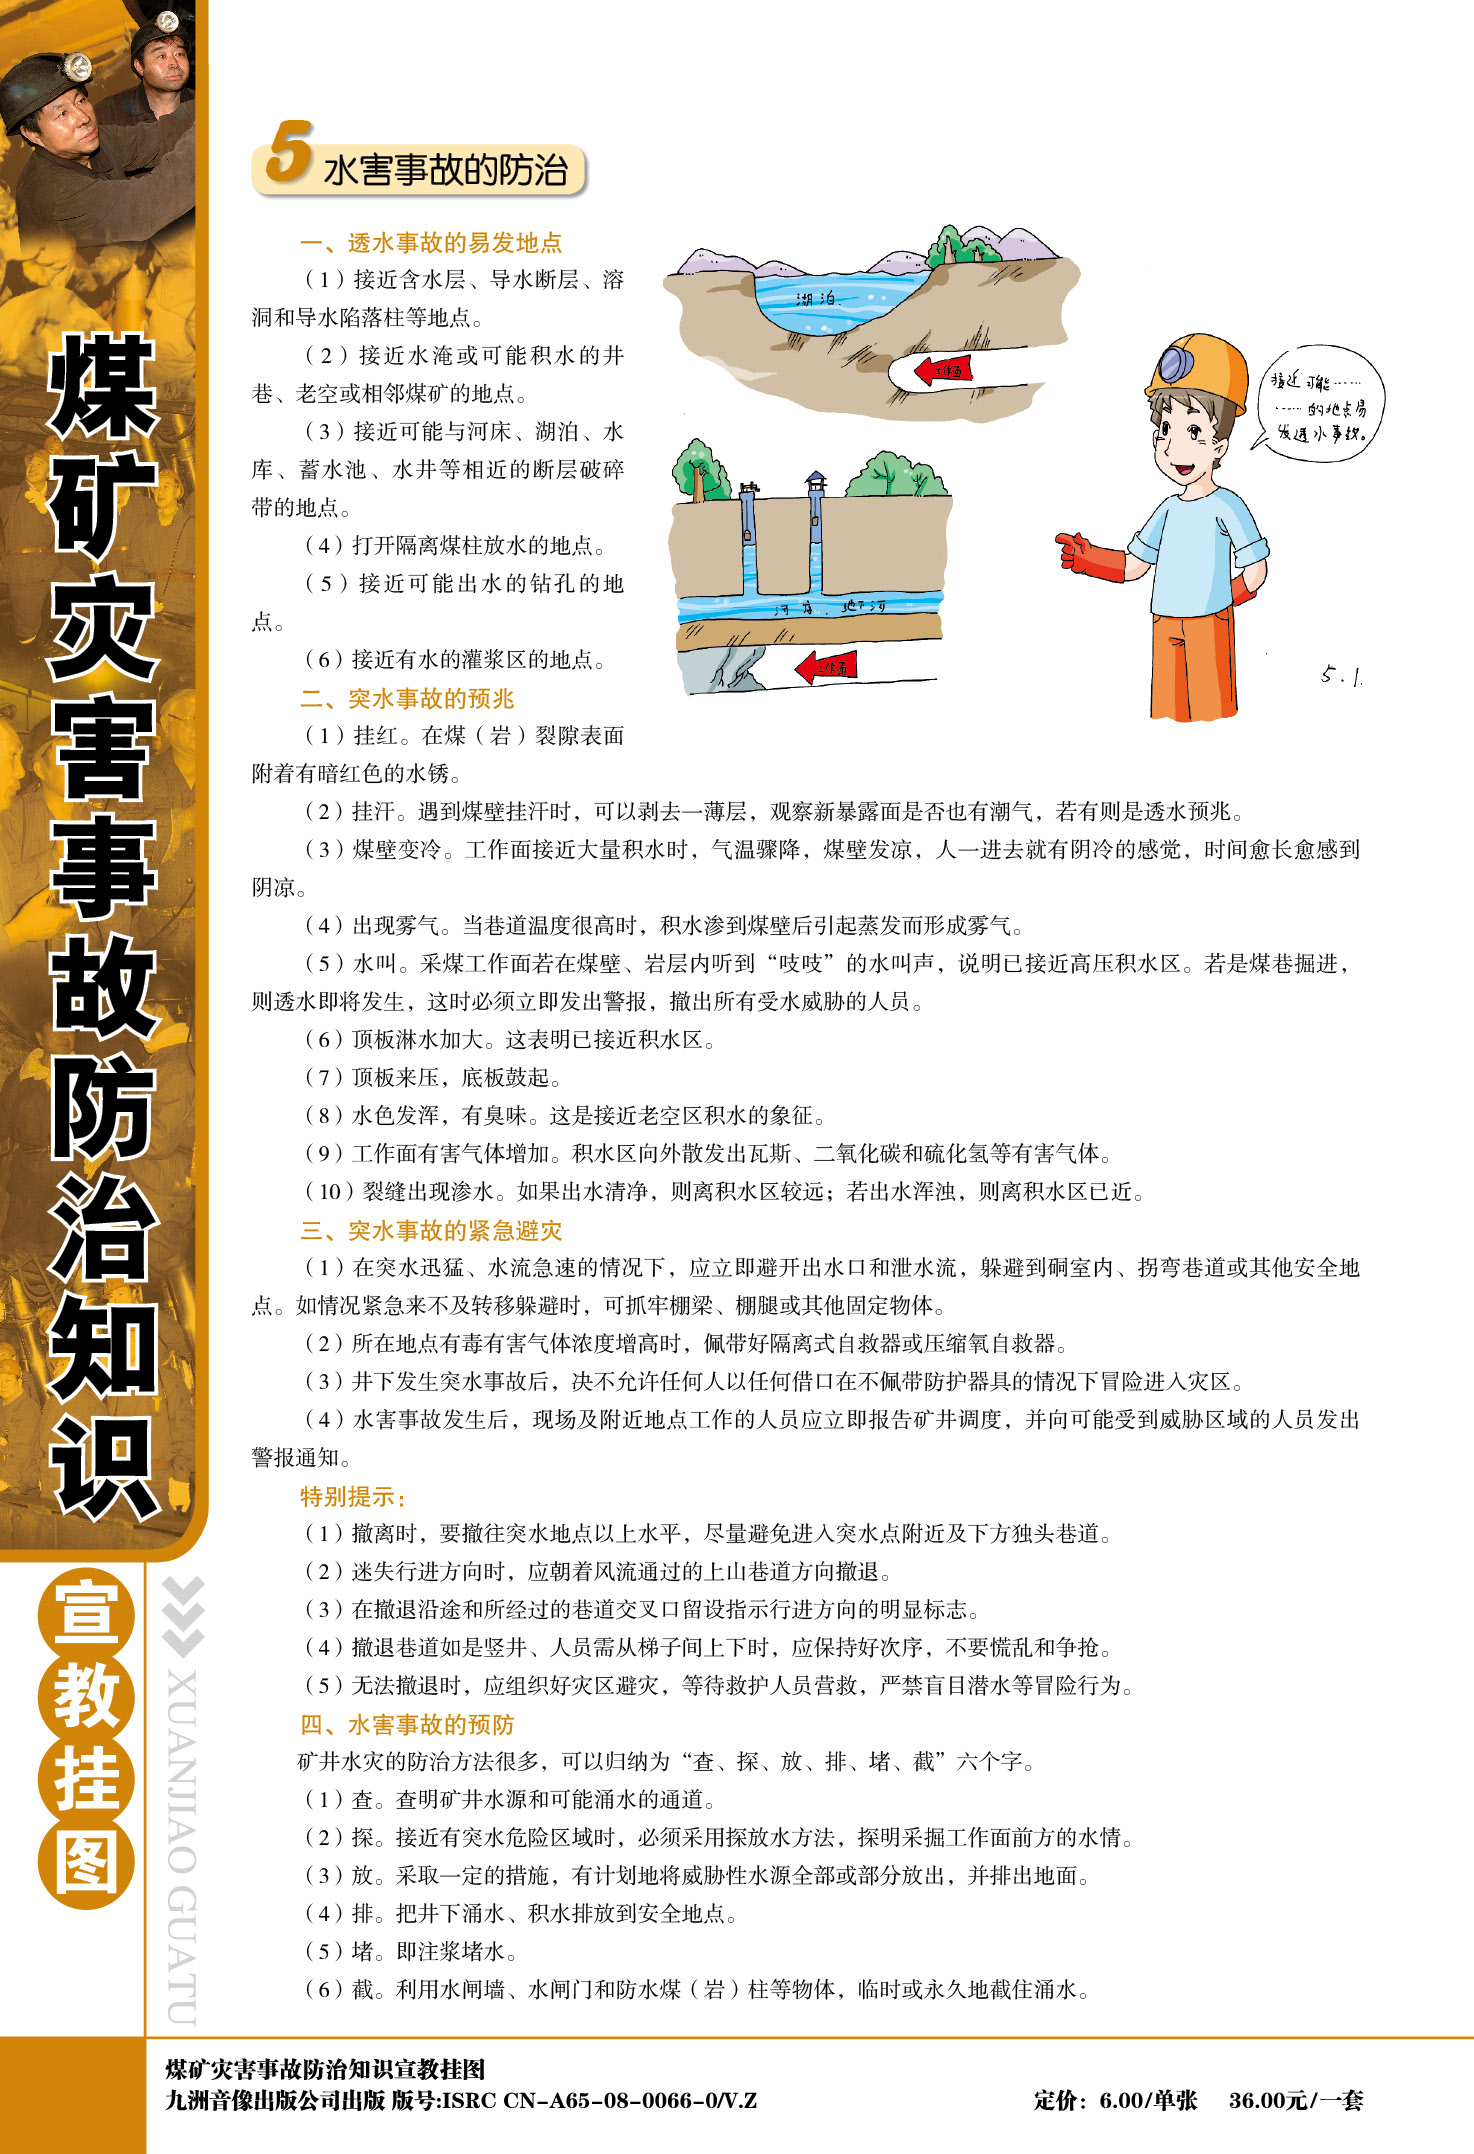 煤矿灾害事故防治知识
宣教挂图
XUANJIAO GUATU
5 水害事故的防治
一、透水事故的易发地点
（1）接近含水层、导水断层、溶
洞和导水陷落柱等地点。
（2）接近水淹或可能积水的井
巷、老空或相邻煤矿的地点。
（3）接近可能与河床、湖泊、水
库、蓄水池、水井等相近的断层破碎
带的地点。
（4）打开隔离煤柱放水的地点。
（5）接近可能出水的钻孔的地
点。
（6）接近有水的灌浆区的地点。
湖泊
工作面
河床、地下河
工作面
接近可能……
……的地点易
发透水事故。
5.1.
二、突水事故的预兆
（1）挂红。在煤（岩）裂隙表面
附着有暗红色的水锈。
（2）挂汗。遇到煤壁挂汗时，可以剥去一薄层，观察新暴露面是否也有潮气，若有则是透水预兆。
（3）煤壁变冷。工作面接近大量积水时，气温骤降，煤壁发凉，人一进去就有阴冷的感觉，时间愈长愈感到
阴凉。
（4）出现雾气。当巷道温度很高时，积水渗到煤壁后引起蒸发而形成雾气。
（5）水叫。采煤工作面若在煤壁、岩层内听到“吱吱”的水叫声，说明已接近高压积水区。若是煤巷掘进，
则透水即将发生，这时必须立即发出警报，撤出所有受水威胁的人员。
（6）顶板淋水加大。这表明已接近积水区。
（7）顶板来压，底板鼓起。
（8）水色发浑，有臭味。这是接近老空区积水的象征。
（9）工作面有害气体增加。积水区向外散发出瓦斯、二氧化碳和硫化氢等有害气体。
（10）裂缝出现渗水。如果出水清净，则离积水区较远；若出水浑浊，则离积水区已近。
三、突水事故的紧急避灾
（1）在突水迅猛、水流急速的情况下，应立即避开出水口和泄水流，躲避到硐室内、拐弯巷道或其他安全地
点。如情况紧急来不及转移躲避时，可抓牢棚梁、棚腿或其他固定物体。
（2）所在地点有毒有害气体浓度增高时，佩带好隔离式自救器或压缩氧自救器。
（3）井下发生突水事故后，决不允许任何人以任何借口在不佩带防护器具的情况下冒险进入灾区。
（4）水害事故发生后，现场及附近地点工作的人员应立即报告矿井调度，并向可能受到威胁区域的人员发出
警报通知。
特别提示：
（1）撤离时，要撤往突水地点以上水平，尽量避免进入突水点附近及下方独头巷道。
（2）迷失行进方向时，应朝着风流通过的上山巷道方向撤退。
（3）在撤退沿途和所经过的巷道交叉口留设指示行进方向的明显标志。
（4）撤退巷道如是竖井、人员需从梯子间上下时，应保持好次序，不要慌乱和争抢。
（5）无法撤退时，应组织好灾区避灾，等待救护人员营救，严禁盲目潜水等冒险行为。
四、水害事故的预防
矿井水灾的防治方法很多，可以归纳为“查、探、放、排、堵、截”六个字。
（1）查。查明矿井水源和可能涌水的通道。
（2）探。接近有突水危险区域时，必须采用探放水方法，探明采掘工作面前方的水情。
（3）放。采取一定的措施，有计划地将威胁性水源全部或部分放出，并排出地面。
（4）排。把井下涌水、积水排放到安全地点。
（5）堵。即注浆堵水。
（6）截。利用水闸墙、水闸门和防水煤（岩）柱等物体，临时或永久地截住涌水。
煤矿灾害事故防治知识宣教挂图
九洲音像出版公司出版 版号:ISRC CN-A65-08-0066-0/V.Z
定价：6.00/单张 36.00元/一套